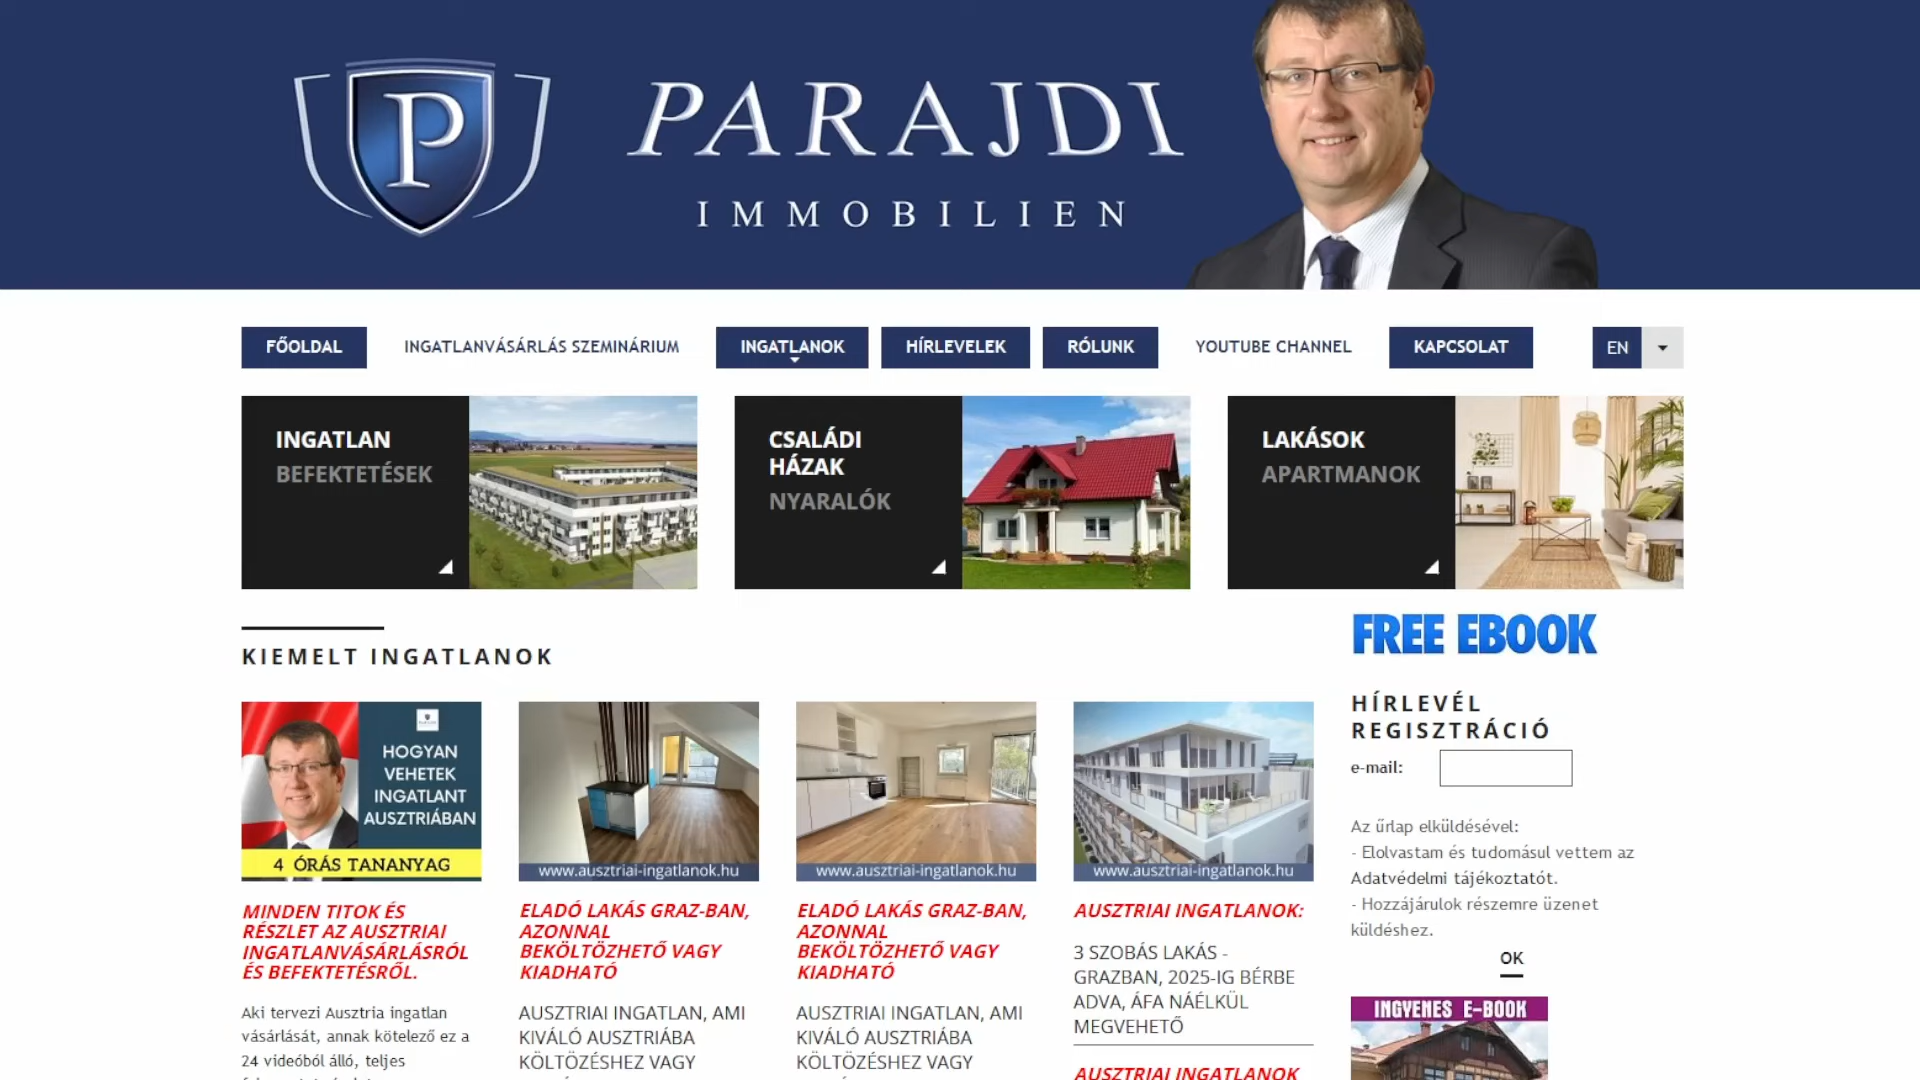 P
PARAJDI
IMMOBILIEN
FŐOLDAL
INGATLANVÁSÁRLÁS SZEMINÁRIUM
INGATLANOK
HÍRLEVELEK
RÓLUNK
YOUTUBE CHANNEL
KAPCSOLAT
EN
INGATLAN
BEFEKTETÉSEK
CSALÁDI
HÁZAK
NYARALÓK
LAKÁSOK
APARTMANOK
KIEMELT INGATLANOK
HOGYAN
VEHETEK
INGATLANT
AUSZTRIÁBAN
4 ÓRÁS TANANYAG
MINDEN TITOK ÉS
RÉSZLET AZ AUSZTRIAI
INGATLANVÁSÁRLÁSRÓL
ÉS BEFEKTETÉSRŐL.
Aki tervezi Ausztria ingatlan
vásárlását, annak kötelező ez a
24 videóból álló, teljes
www.ausztriai-ingatlanok.hu
ELADÓ LAKÁS GRAZ-BAN,
AZONNAL
BEKÖLTÖZHETŐ VAGY
KIADHATÓ
AUSZTRIAI INGATLAN, AMI
KIVÁLÓ AUSZTRIÁBA
KÖLTÖZÉSHEZ VAGY
www.ausztriai-ingatlanok.hu
ELADÓ LAKÁS GRAZ-BAN,
AZONNAL
BEKÖLTÖZHETŐ VAGY
KIADHATÓ
AUSZTRIAI INGATLAN, AMI
KIVÁLÓ AUSZTRIÁBA
KÖLTÖZÉSHEZ VAGY
www.ausztriai-ingatlanok.hu
AUSZTRIAI INGATLANOK:
3 SZOBÁS LAKÁS -
GRAZBAN, 2025-IG BÉRBE
ADVA, ÁFA NÁÉLKÜL
MEGVEHETŐ
AUSZTRIAI INGATLANOK
FREE EBOOK
HÍRLEVÉL
REGISZTRÁCIÓ
e-mail:
Az űrlap elküldésével:
- Elolvastam és tudomásul vettem az
Adatvédelmi tájékoztatót.
- Hozzájárulok részemre üzenet
küldéshez.
OK
INGYENES E-BOOK